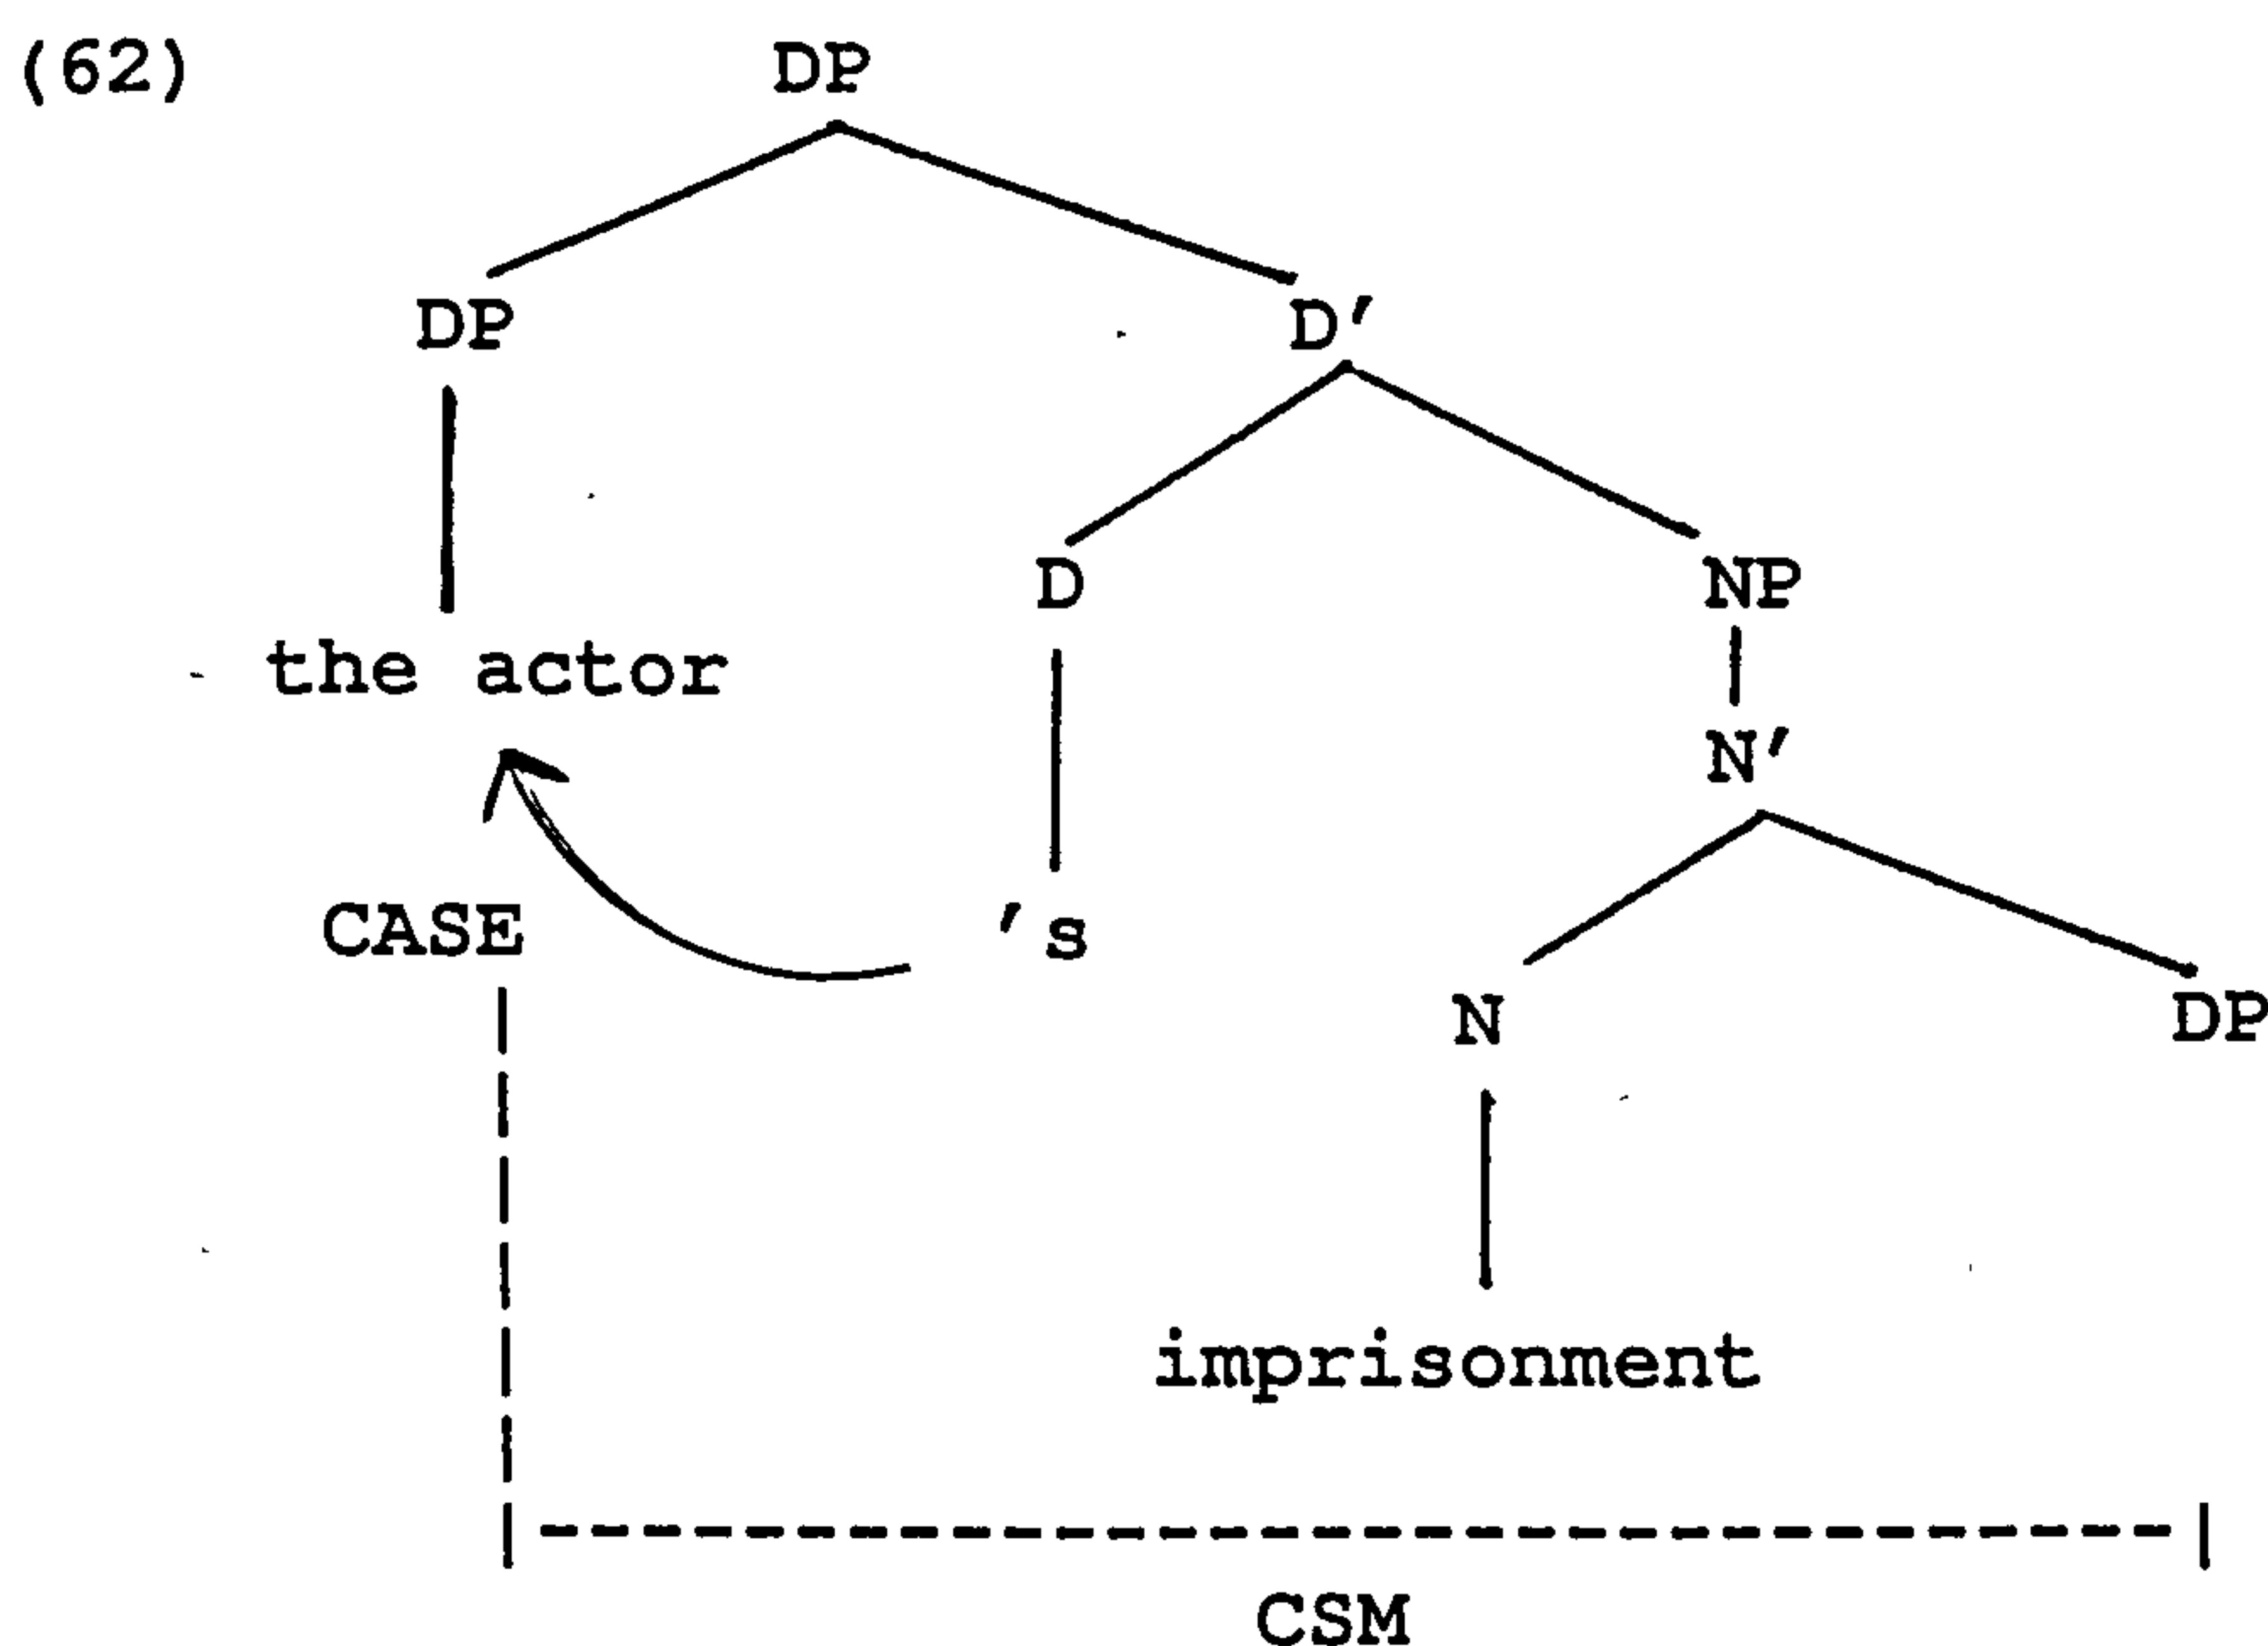 (62) DP
DP D′
D NP
the actor
N′
CASE ′s
N DP
imprisonment
CSM